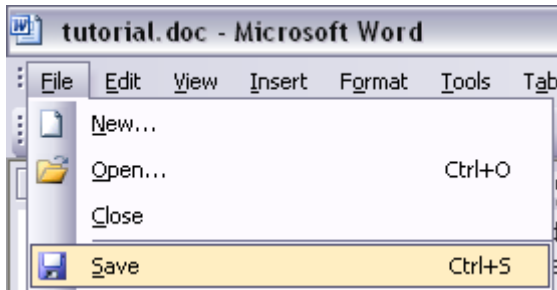 tutorial.doc - Microsoft Word
File Edit View Insert Format Tools
New...
Open... Ctrl+O
Close
Save Ctrl+S